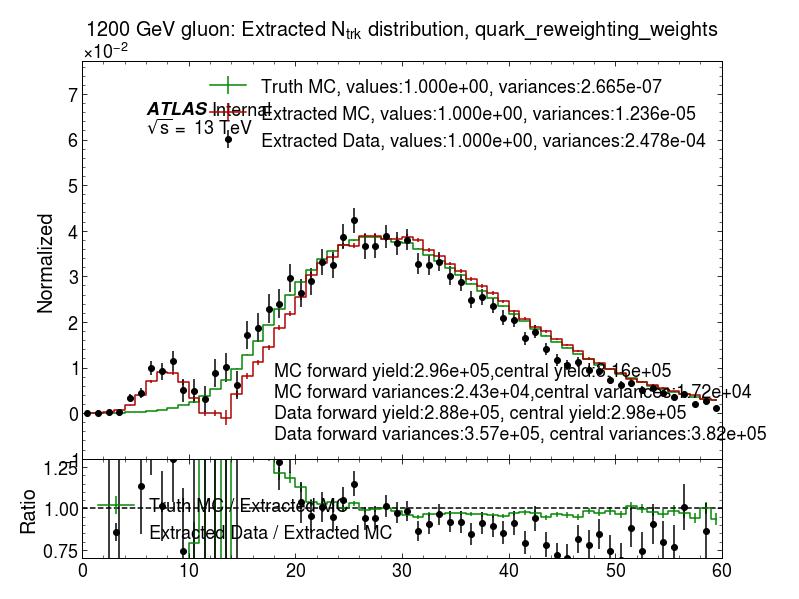 1200 GeV gluon: Extracted Ntrk distribution, quark_reweighting_weights
×10−2
Truth MC, values:1.000e+00, variances:2.665e-07
ATLAS Internal
Extracted MC, values:1.000e+00, variances:1.236e-05
√s = 13 TeV
Extracted Data, values:1.000e+00, variances:2.478e-04
7
6
5
4
3
2
1
0
1
Normalized
MC forward yield:2.96e+05,central yield:3.16e+05
MC forward variances:2.43e+04,central variances:1.72e+04
Data forward yield:2.88e+05, central yield:2.98e+05
Data forward variances:3.57e+05, central variances:3.82e+05
1.25
1.00
0.75
Ratio
Truth MC / Extracted MC
Extracted Data / Extracted MC
0 10 20 30 40 50 60